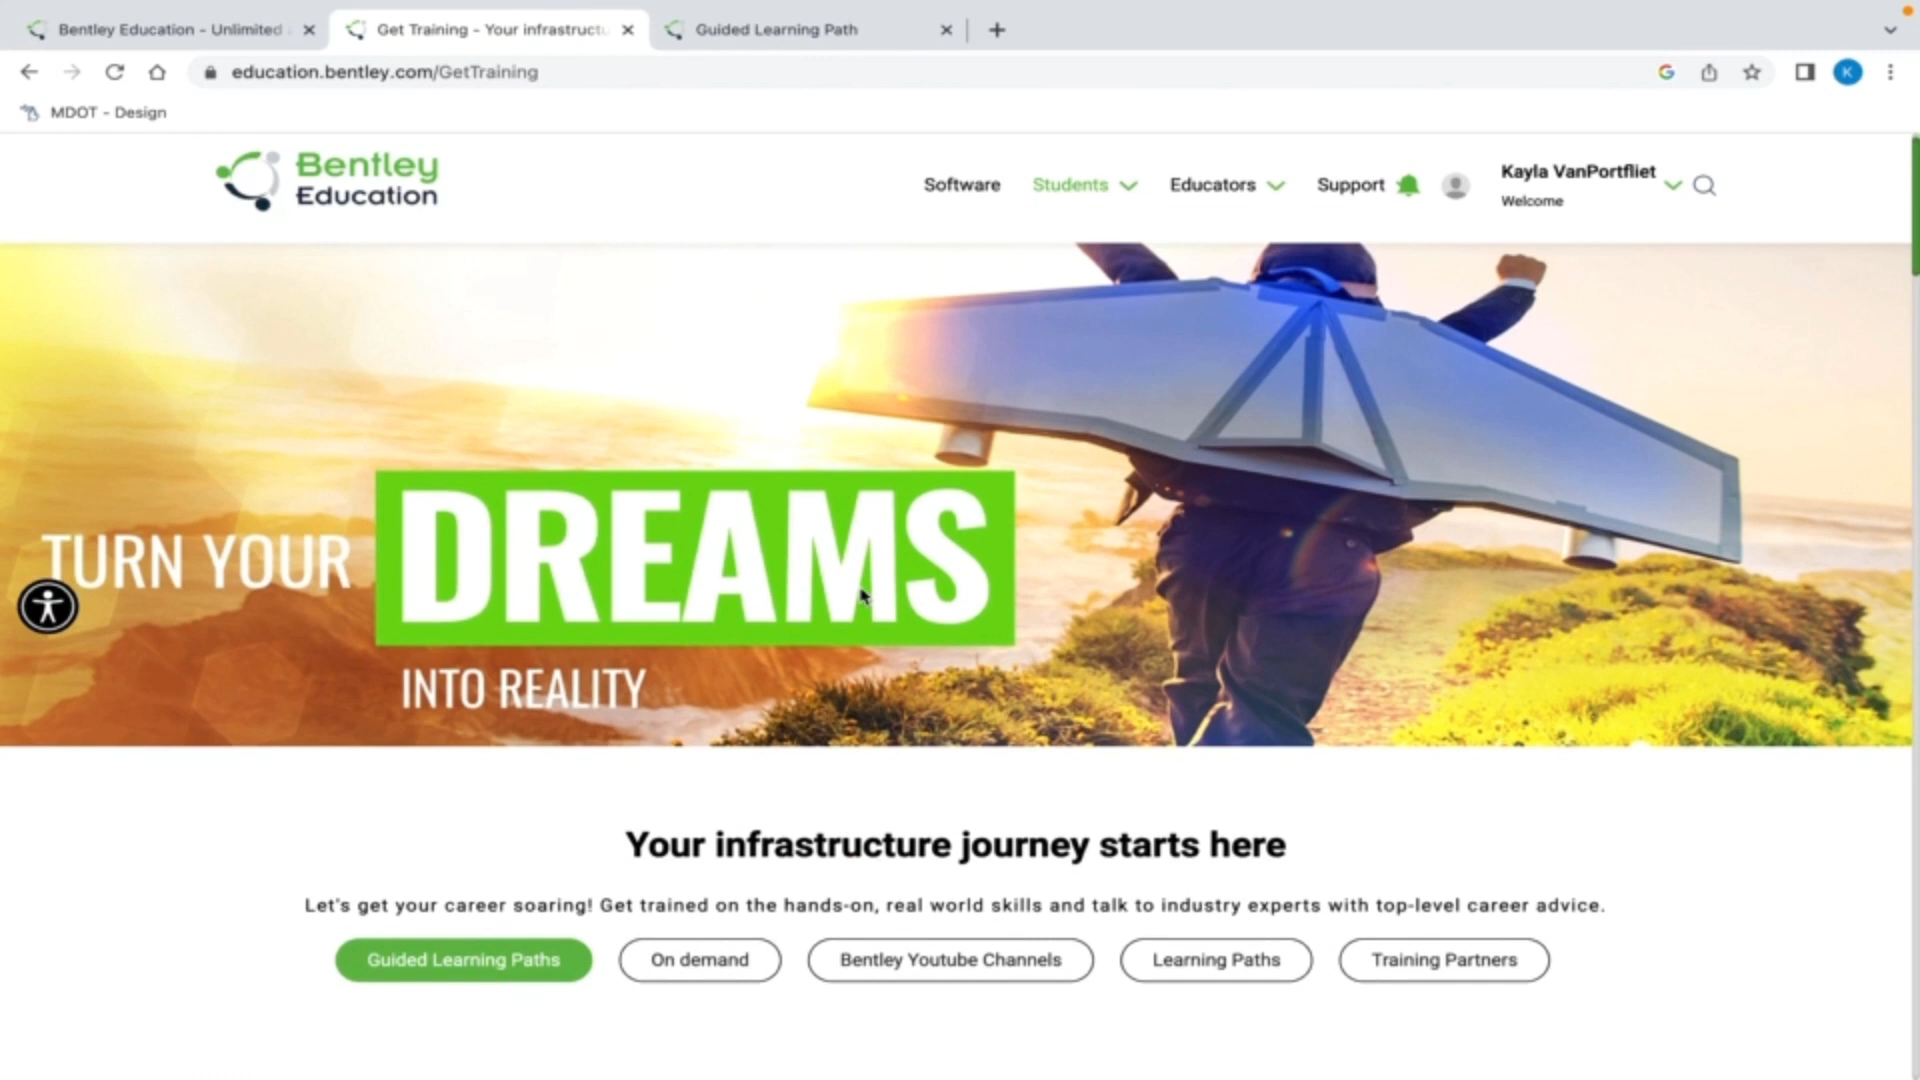 Bentley Education - Unlimited
Get Training - Your infrastructu
Guided Learning Path
education.bentley.com/GetTraining
K
MDOT - Design
Bentley
Education
Software
Students
Educators
Support
Kayla VanPortfliet
Welcome
TURN YOUR DREAMS
INTO REALITY
Your infrastructure journey starts here
Let's get your career soaring! Get trained on the hands-on, real world skills and talk to industry experts with top-level career advice.
Guided Learning Paths
On demand
Bentley Youtube Channels
Learning Paths
Training Partners